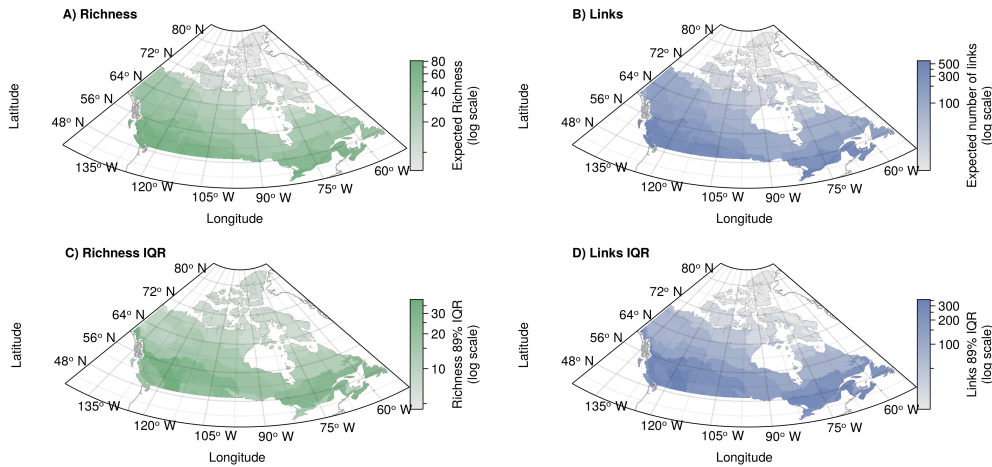 A) Richness
80° N
72° N
64° N
56° N
48° N
135° W
120° W
105° W
90° W
75° W
60° W
Latitude
Longitude
80
60
40
20
Expected Richness
(log scale)
B) Links
80° N
72° N
64° N
56° N
48° N
135° W
120° W
105° W
90° W
75° W
60° W
Latitude
Longitude
500
300
100
Expected number of links
(log scale)
C) Richness IQR
80° N
72° N
64° N
56° N
48° N
135° W
120° W
105° W
90° W
75° W
60° W
Latitude
Longitude
30
20
10
Richness 89% IQR
(log scale)
D) Links IQR
80° N
72° N
64° N
56° N
48° N
135° W
120° W
105° W
90° W
75° W
60° W
Latitude
Longitude
300
200
100
Links 89% IQR
(log scale)